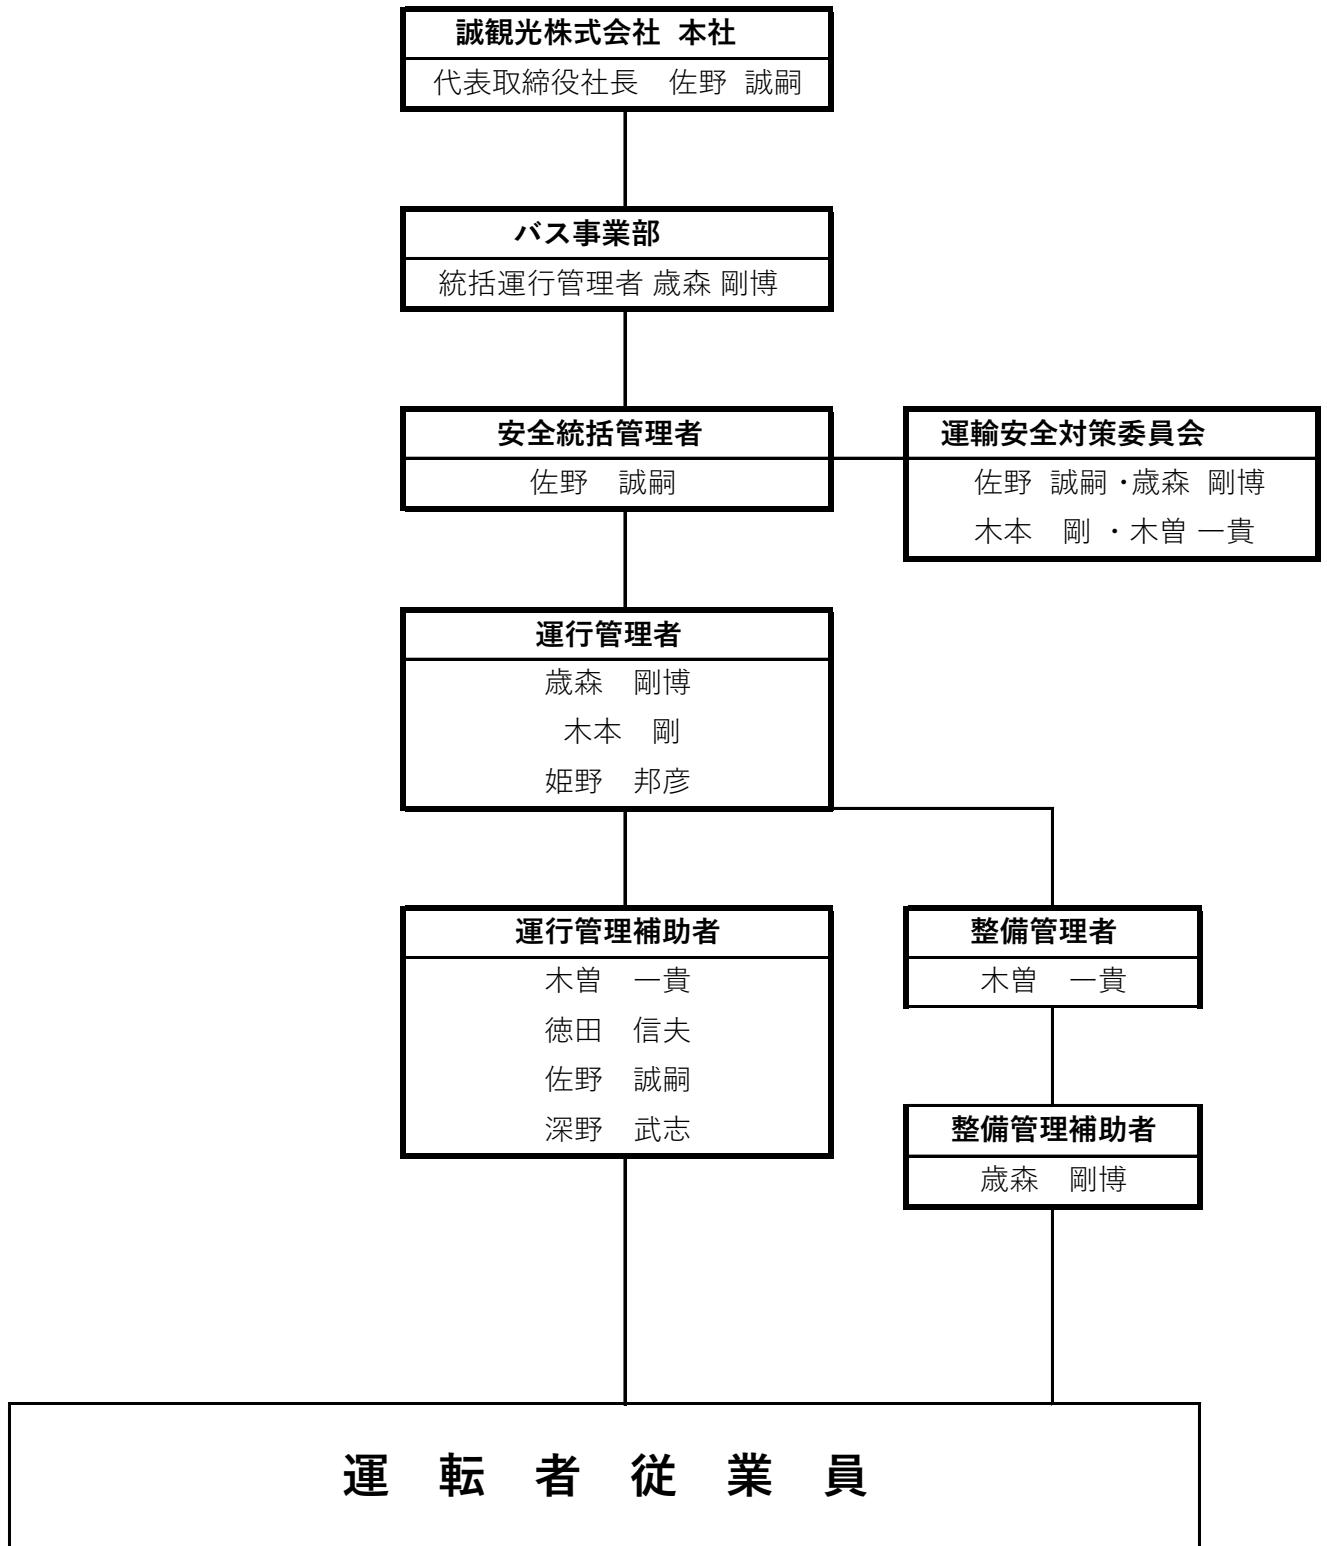 誠観光株式会社 本社
代表取締役社長　佐野 誠嗣
バス事業部
統括運行管理者 歳森 剛博
安全統括管理者
佐野　誠嗣
運輸安全対策委員会
佐野 誠嗣・歳森 剛博
木本　剛 ・木曽 一貴
運行管理者
歳森　剛博
木本　剛
姫野　邦彦
運行管理補助者
木曽　一貴
徳田　信夫
佐野　誠嗣
深野　武志
整備管理者
木曽　一貴
整備管理補助者
歳森　剛博
運　転　者　従　業　員